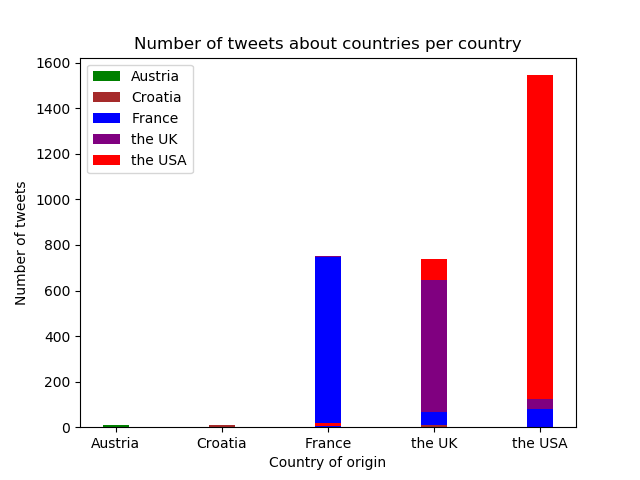 Number of tweets about countries per country
1600
1400
1200
1000
800
600
400
200
0
Number of tweets
Austria
Croatia
France
the UK
the USA
Austria Croatia France the UK the USA
Country of origin